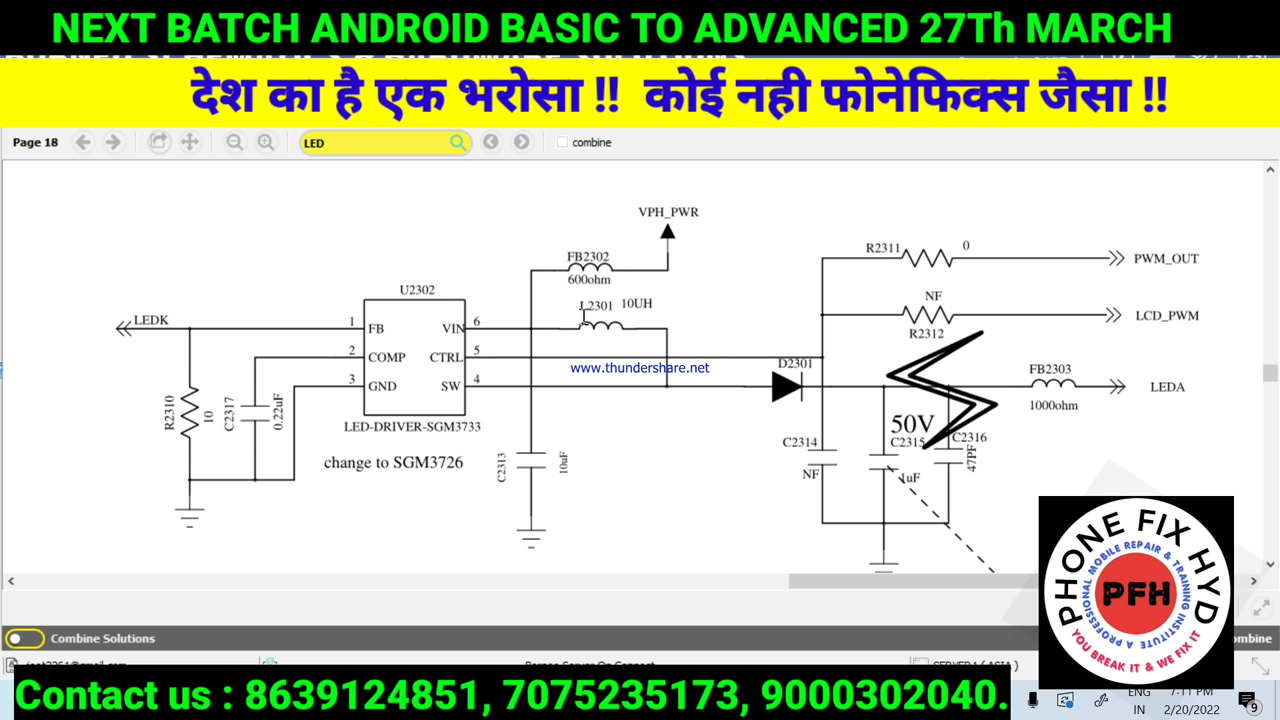 NEXT BATCH ANDROID BASIC TO ADVANCED 27Th MARCH
देश का है एक भरोसा !! कोई नही फोनेफिक्स जैसा !!
Page 18
LED
combine
VPH_PWR
FB2302
600ohm
L2301 10UH
U2302
LEDK
1 FB VIN 6
2 COMP CTRL 5
3 GND SW 4
LED-DRIVER-SGM3733
change to SGM3726
R2310
10
C2317
0.22uF
C2313
10uF
www.thundershare.net
R2311 0
PWM_OUT
NF
R2312
LCD_PWM
D2301
FB2303
1000ohm
LEDA
50V
C2314
NF
C2315
1uF
C2316
47PF
PHONE FIX HYD
A PROFESSIONAL MOBILE REPAIR & TRAINING INSTITUTE
PFH
YOU BREAK IT & WE FIX IT
Combine Solutions
ombine
SERVER1 ( ASIA )
Contact us : 8639124851, 7075235173, 9000302040.
ENG
IN
7:11 PM
2/20/2022
9